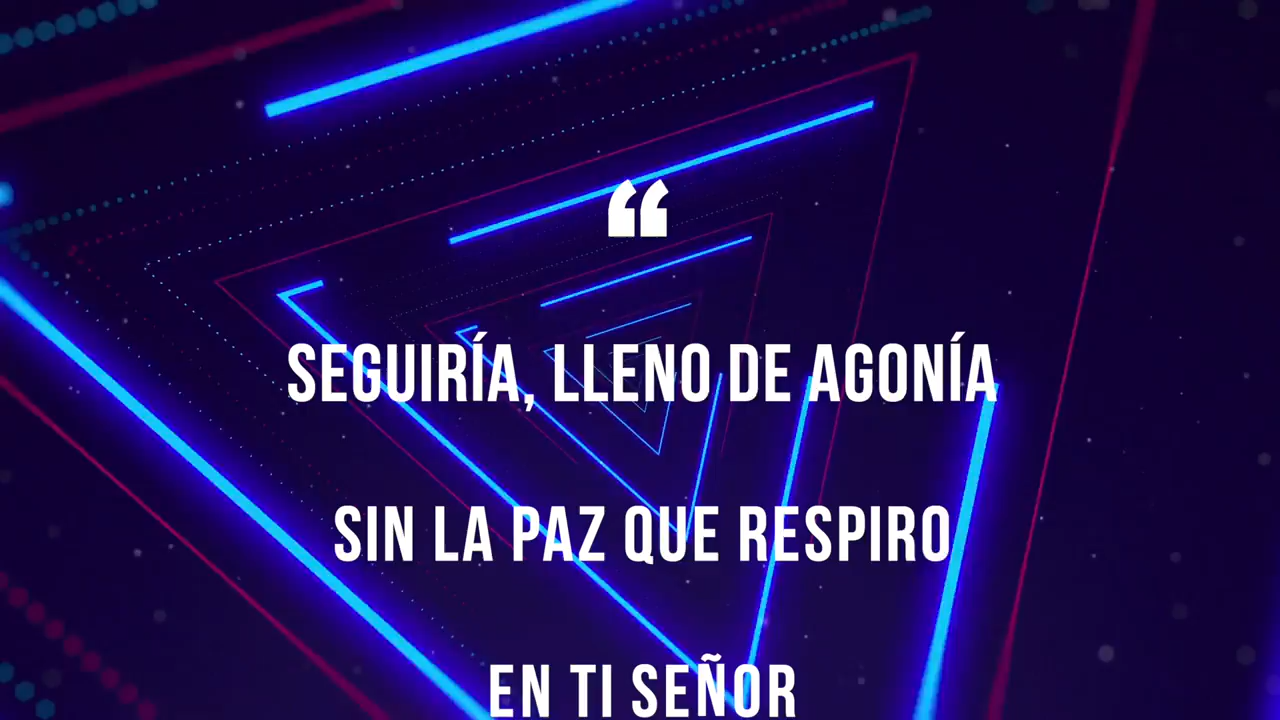 “
SEGUIRÍA, LLENO DE AGONÍA
SIN LA PAZ QUE RESPIRO
EN TI SEÑOR